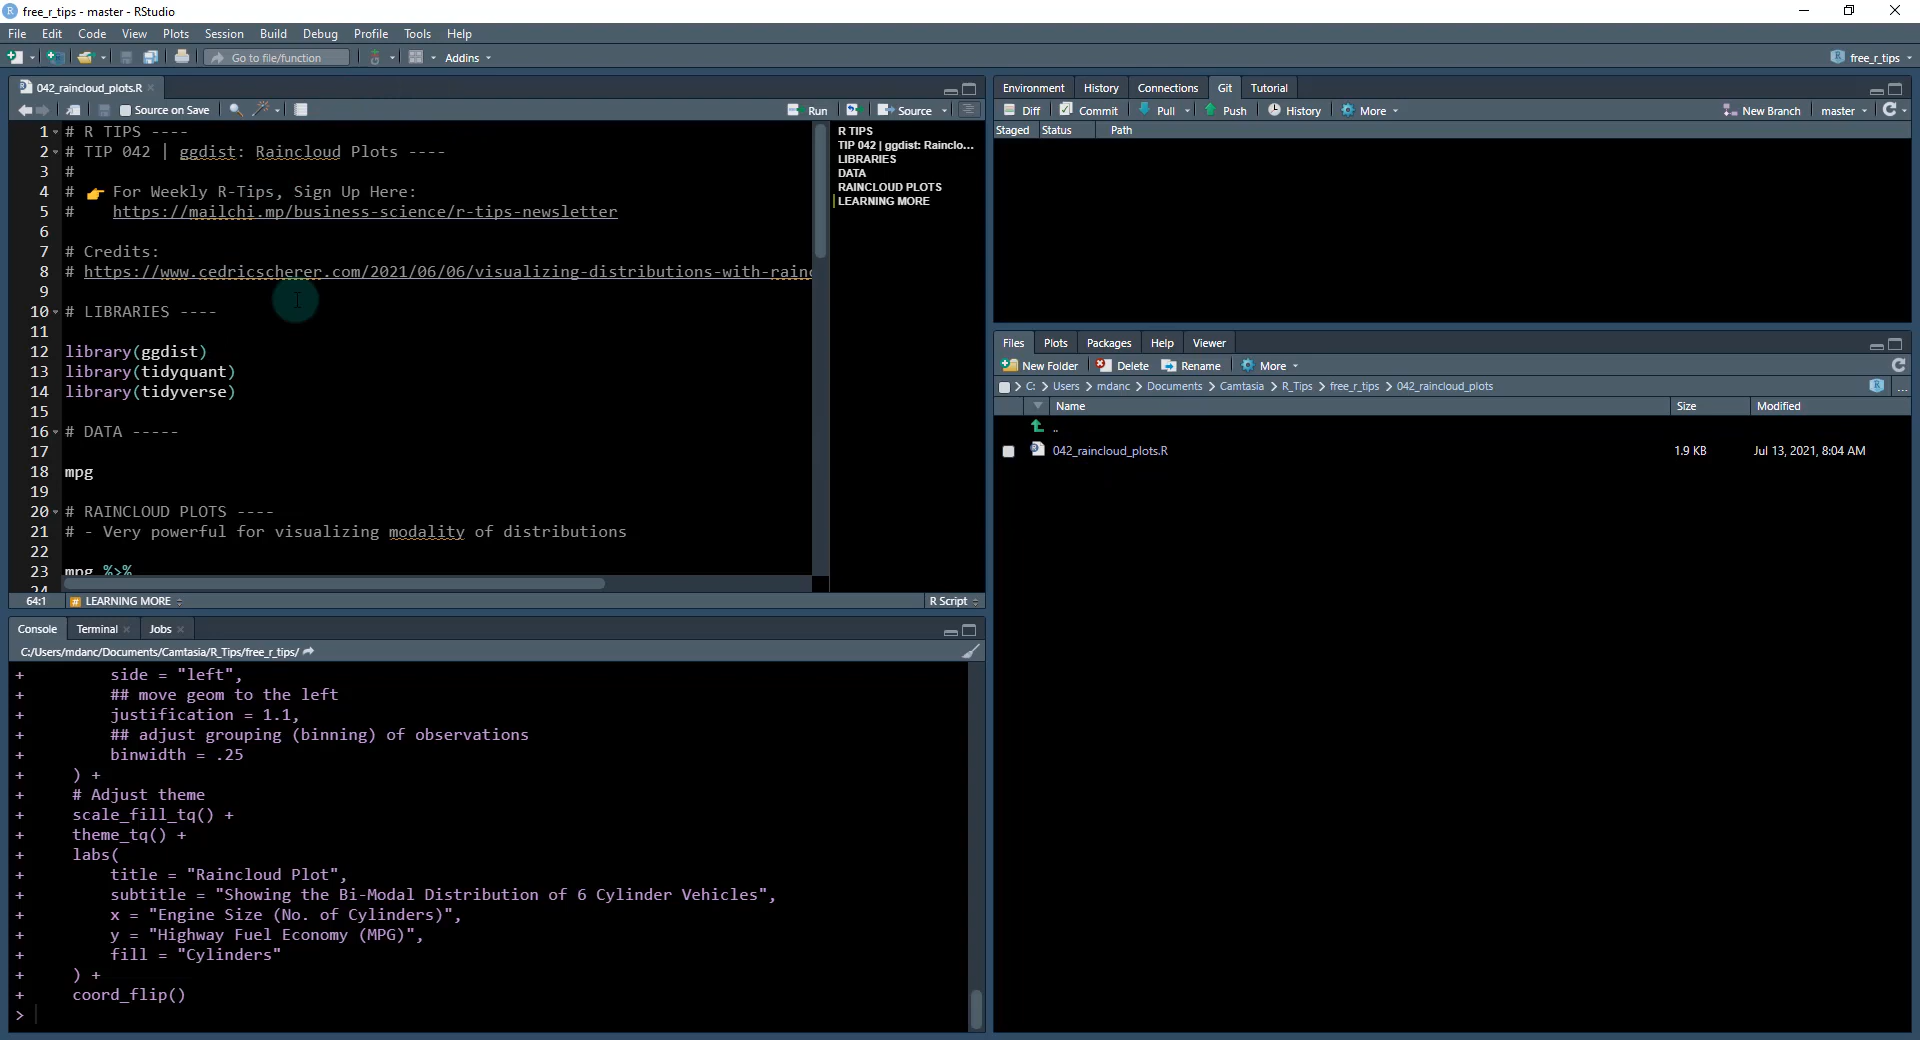 free_r_tips - master - RStudio
File Edit Code View Plots Session Build Debug Profile Tools Help
Go to file/function Addins free_r_tips
042_raincloud_plots.R
Source on Save Run Source
1 # R TIPS ----
2 # TIP 042 | ggdist: Raincloud Plots ----
3 #
4 # 👉 For Weekly R-Tips, Sign Up Here:
5 # https://mailchi.mp/business-science/r-tips-newsletter
6
7 # Credits:
8 # https://www.cedricscherer.com/2021/06/06/visualizing-distributions-with-rainc
9
10 # LIBRARIES ----
11
12 library(ggdist)
13 library(tidyquant)
14 library(tidyverse)
15
16 # DATA -----
17
18 mpg
19
20 # RAINCLOUD PLOTS ----
21 # - Very powerful for visualizing modality of distributions
22
23 mpg %>%
24
R TIPS
TIP 042 | ggdist: Rainclo...
LIBRARIES
DATA
RAINCLOUD PLOTS
LEARNING MORE
64:1 # LEARNING MORE R Script
Console Terminal Jobs
C:/Users/mdanc/Documents/Camtasia/R_Tips/free_r_tips/
+ side = "left",
+ ## move geom to the left
+ justification = 1.1,
+ ## adjust grouping (binning) of observations
+ binwidth = .25
+ ) +
+ # Adjust theme
+ scale_fill_tq() +
+ theme_tq() +
+ labs(
+ title = "Raincloud Plot",
+ subtitle = "Showing the Bi-Modal Distribution of 6 Cylinder Vehicles",
+ x = "Engine Size (No. of Cylinders)",
+ y = "Highway Fuel Economy (MPG)",
+ fill = "Cylinders"
+ ) +
+ coord_flip()
>
Environment History Connections Git Tutorial
Diff Commit Pull Push History More New Branch master
Staged Status Path
Files Plots Packages Help Viewer
New Folder Delete Rename More
C: > Users > mdanc > Documents > Camtasia > R_Tips > free_r_tips > 042_raincloud_plots ...
Name Size Modified
..
042_raincloud_plots.R 1.9 KB Jul 13, 2021, 8:04 AM